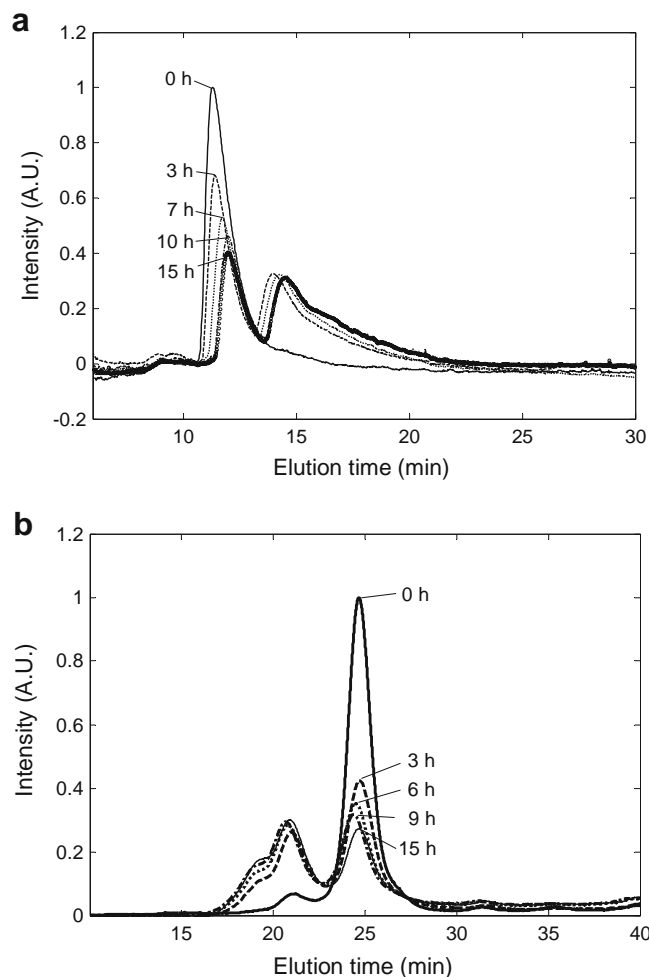 a
1.2
1
0.8
0.6
0.4
0.2
0
-0.2
Intensity (A.U.)
0 h
3 h
7 h
10 h
15 h
10
15
20
25
30
Elution time (min)
b
1.2
1
0.8
0.6
0.4
0.2
0
Intensity (A.U.)
0 h
3 h
6 h
9 h
15 h
15
20
25
30
35
40
Elution time (min)